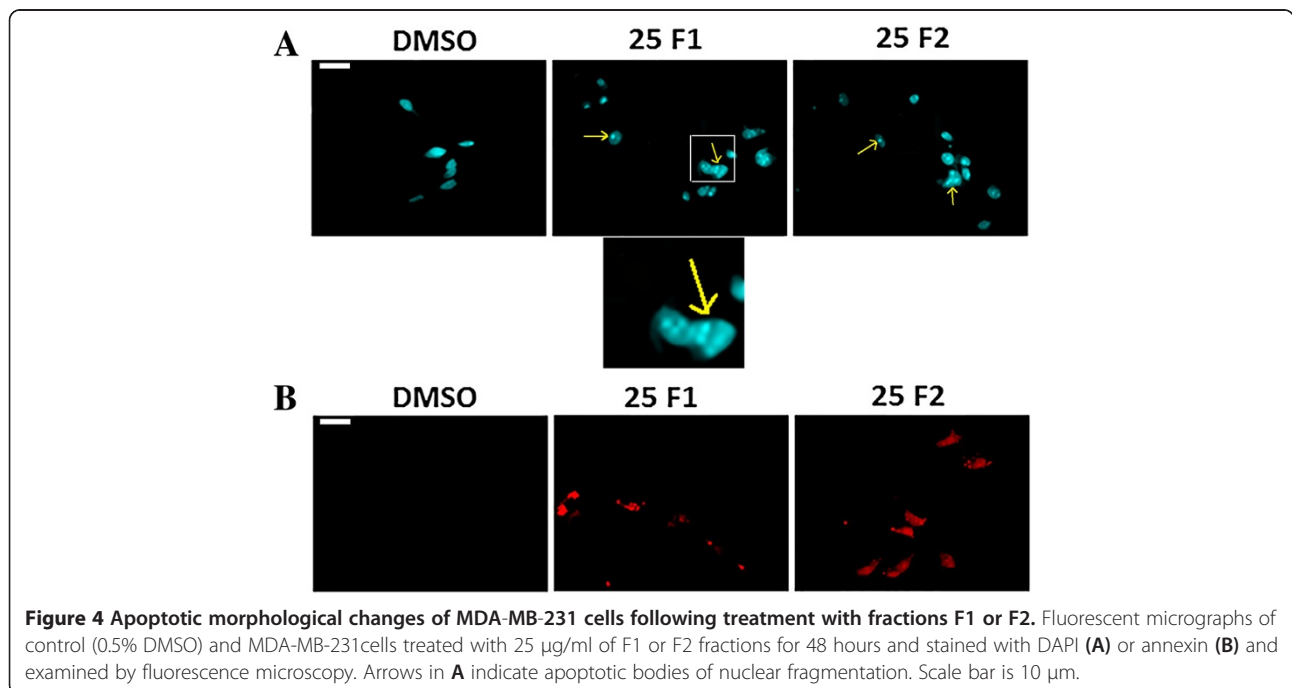 A
DMSO 25 F1 25 F2
B
DMSO 25 F1 25 F2
Figure 4 Apoptotic morphological changes of MDA-MB-231 cells following treatment with fractions F1 or F2. Fluorescent micrographs of
control (0.5% DMSO) and MDA-MB-231cells treated with 25 μg/ml of F1 or F2 fractions for 48 hours and stained with DAPI (A) or annexin (B) and
examined by fluorescence microscopy. Arrows in A indicate apoptotic bodies of nuclear fragmentation. Scale bar is 10 μm.